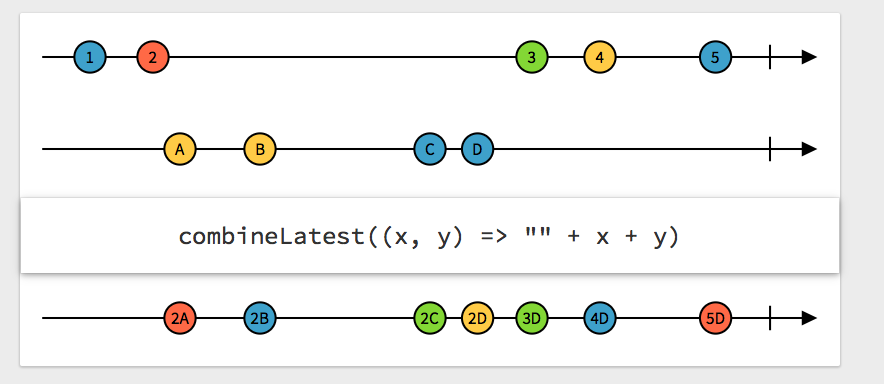 1 2 3 4 5
A B C D
combineLatest((x, y) => "" + x + y)
2A 2B 2C 2D 3D 4D 5D